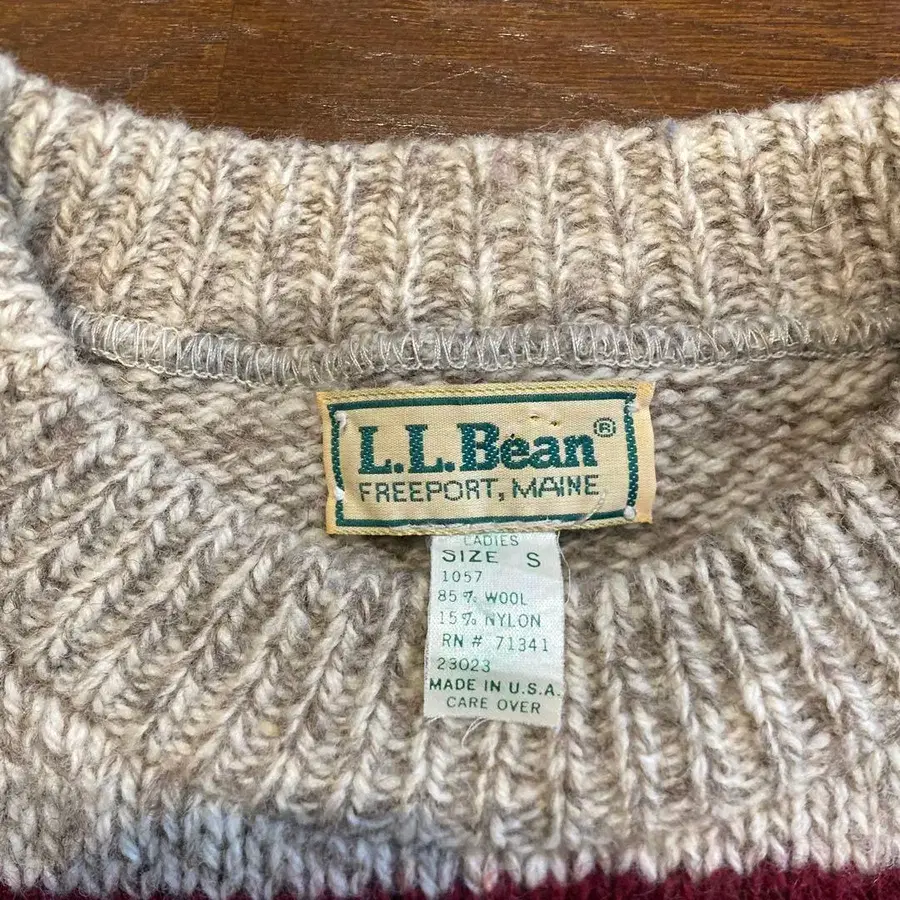 L.L.Bean®
FREEPORT, MAINE
LADIES
SIZE S
1057
85% WOOL
15% NYLON
RN # 71341
23023
MADE IN U.S.A.
CARE OVER